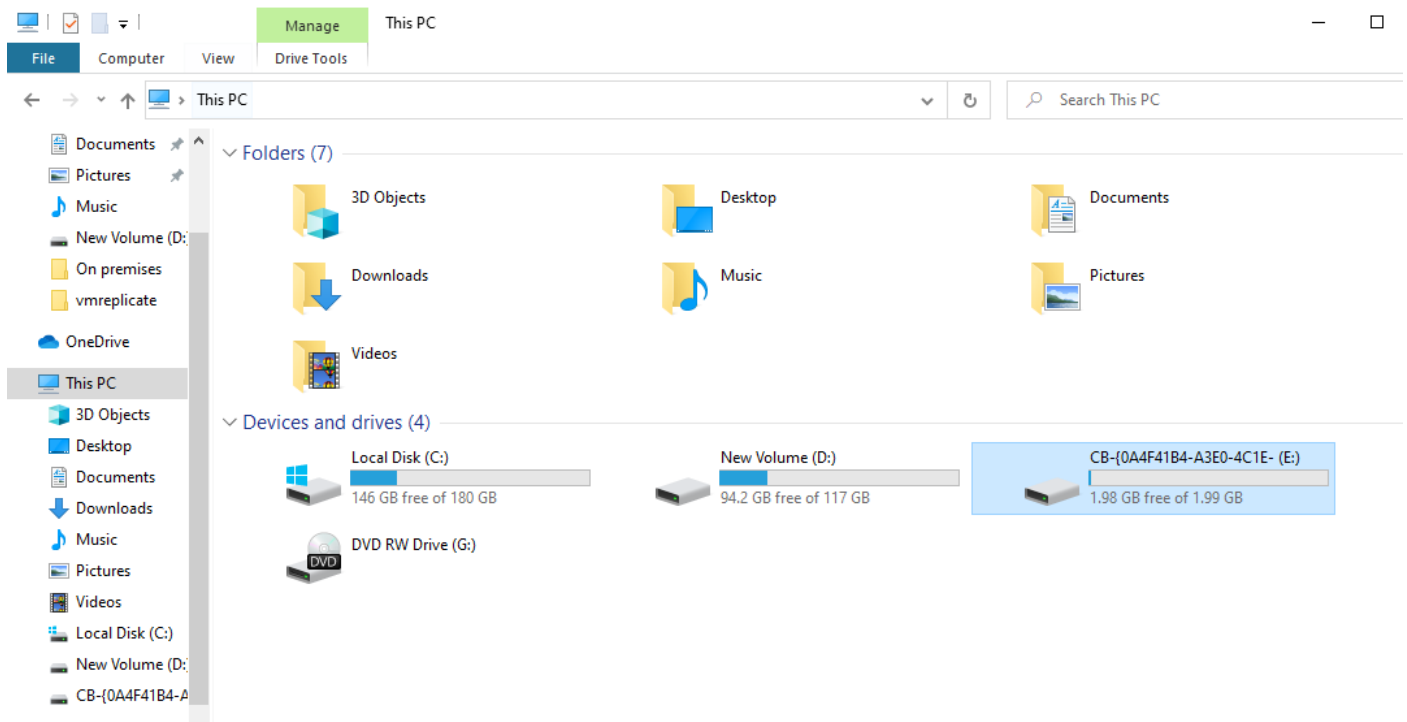 Manage This PC
File Computer View Drive Tools
This PC Search This PC
Documents
Pictures
Music
New Volume (D:
On premises
vmreplicate
OneDrive
This PC
3D Objects
Desktop
Documents
Downloads
Music
Pictures
Videos
Local Disk (C:)
New Volume (D:
CB-{0A4F41B4-A
Folders (7)
3D Objects Desktop Documents
Downloads Music Pictures
Videos
Devices and drives (4)
Local Disk (C:) New Volume (D:) CB-{0A4F41B4-A3E0-4C1E- (E:)
146 GB free of 180 GB 94.2 GB free of 117 GB 1.98 GB free of 1.99 GB
DVD RW Drive (G:)
DVD